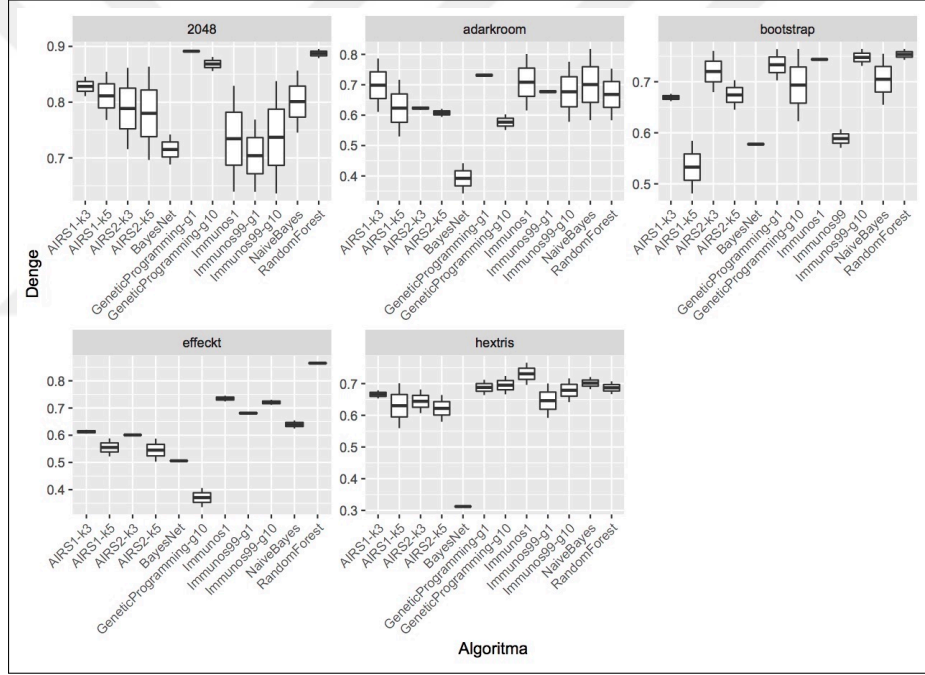 2048
adarkroom
bootstrap
0.9
0.8
0.7
0.8
0.7
0.6
0.5
0.4
0.7
0.6
0.5
AIRS1-k3
AIRS1-k5
AIRS2-k3
AIRS2-k5
BayesNet
GeneticProgramming-g1
GeneticProgramming-g10
Immunos1
Immunos99-g1
Immunos99-g10
NaiveBayes
RandomForest
AIRS1-k3
AIRS1-k5
AIRS2-k3
AIRS2-k5
BayesNet
GeneticProgramming-g1
GeneticProgramming-g10
Immunos1
Immunos99-g1
Immunos99-g10
NaiveBayes
RandomForest
AIRS1-k3
AIRS1-k5
AIRS2-k3
AIRS2-k5
BayesNet
GeneticProgramming-g1
GeneticProgramming-g10
Immunos1
Immunos99
Immunos99-g10
NaiveBayes
RandomForest
Denge
effeckt
hextris
0.8
0.7
0.6
0.5
0.4
0.7
0.6
0.5
0.4
0.3
AIRS1-k3
AIRS1-k5
AIRS2-k3
AIRS2-k5
BayesNet
GeneticProgramming-g10
Immunos1
Immunos99-g1
Immunos99-g10
NaiveBayes
RandomForest
AIRS1-k3
AIRS1-k5
AIRS2-k3
AIRS2-k5
BayesNet
GeneticProgramming-g1
GeneticProgramming-g10
Immunos1
Immunos99-g1
Immunos99-g10
NaiveBayes
RandomForest
Algoritma